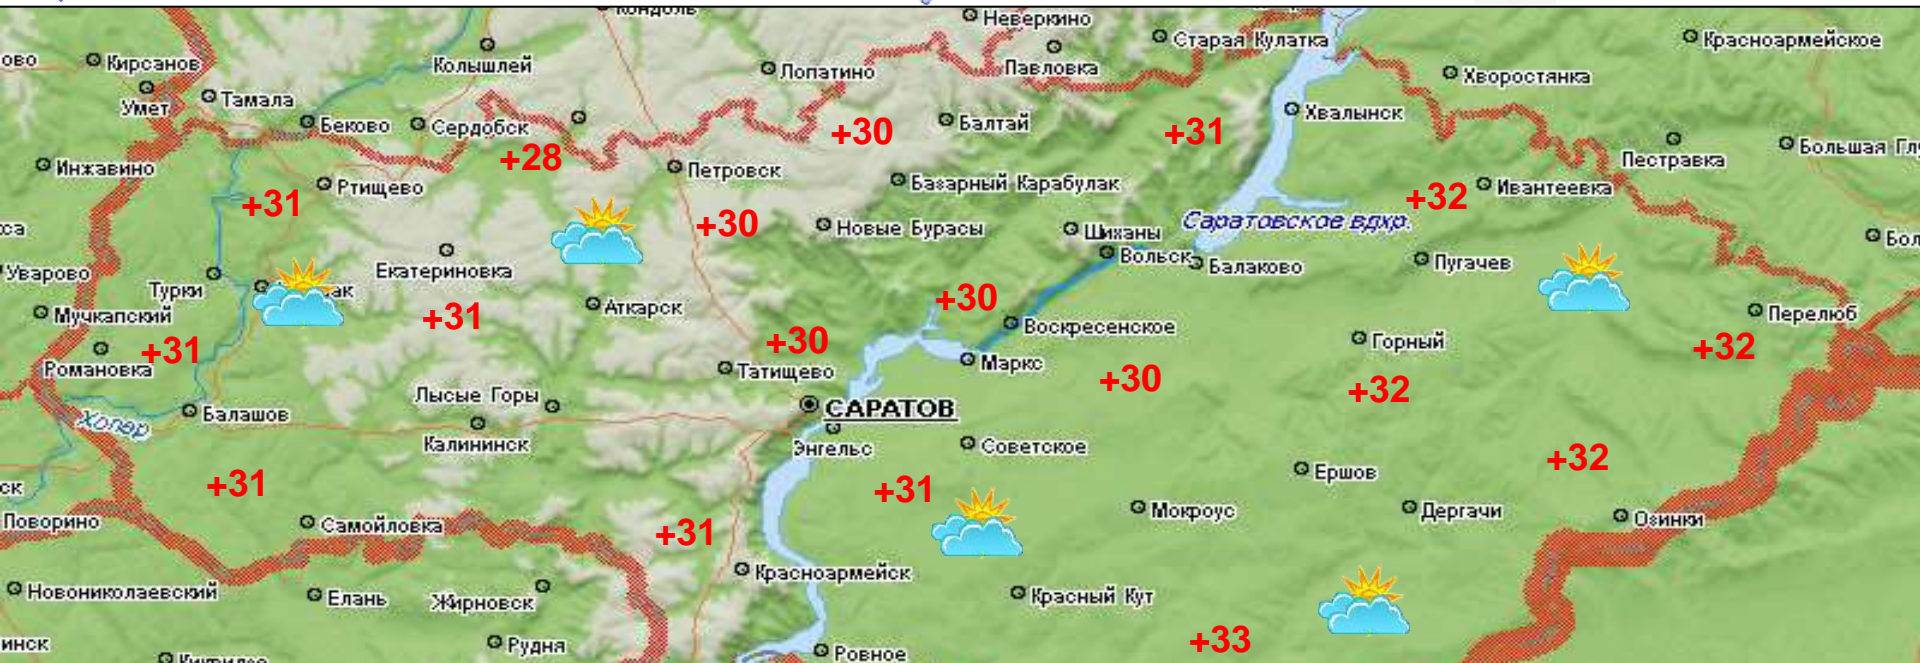 Неверкино
Старая Кулатка
Красноармейское
Кирсанов
Колышлей
Лопатино
Павловка
Хворостянка
Умет
Тамала
Беково
Сердобск
+30
Балтай
+31
Хвалынск
Инжавино
+28
Петровск
Пестравка
Большая
Ртищево
Базарный Карабулак
+32
Ивантеевка
+31
+30
Новые Бурасы
Шиханы
Саратовское вдхр.
Уварово
Екатериновка
Вольск
Балаково
Пугачев
Турки
Аткарск
+30
Воскресенское
Мучкапский
+31
Перелюб
+31
+30
Горный
+32
Романовка
Татищево
Маркс
+30
+32
Лысые Горы
САРАТОВ
Хопер
Балашов
Калининск
Энгельс
Советское
+32
Ершов
+31
+31
Поворино
Самойловка
+31
Мокроус
Дергачи
Озинки
Красноармейск
Новониколаевский
Елань
Жирновск
Красный Кут
Рудня
Ровное
+33